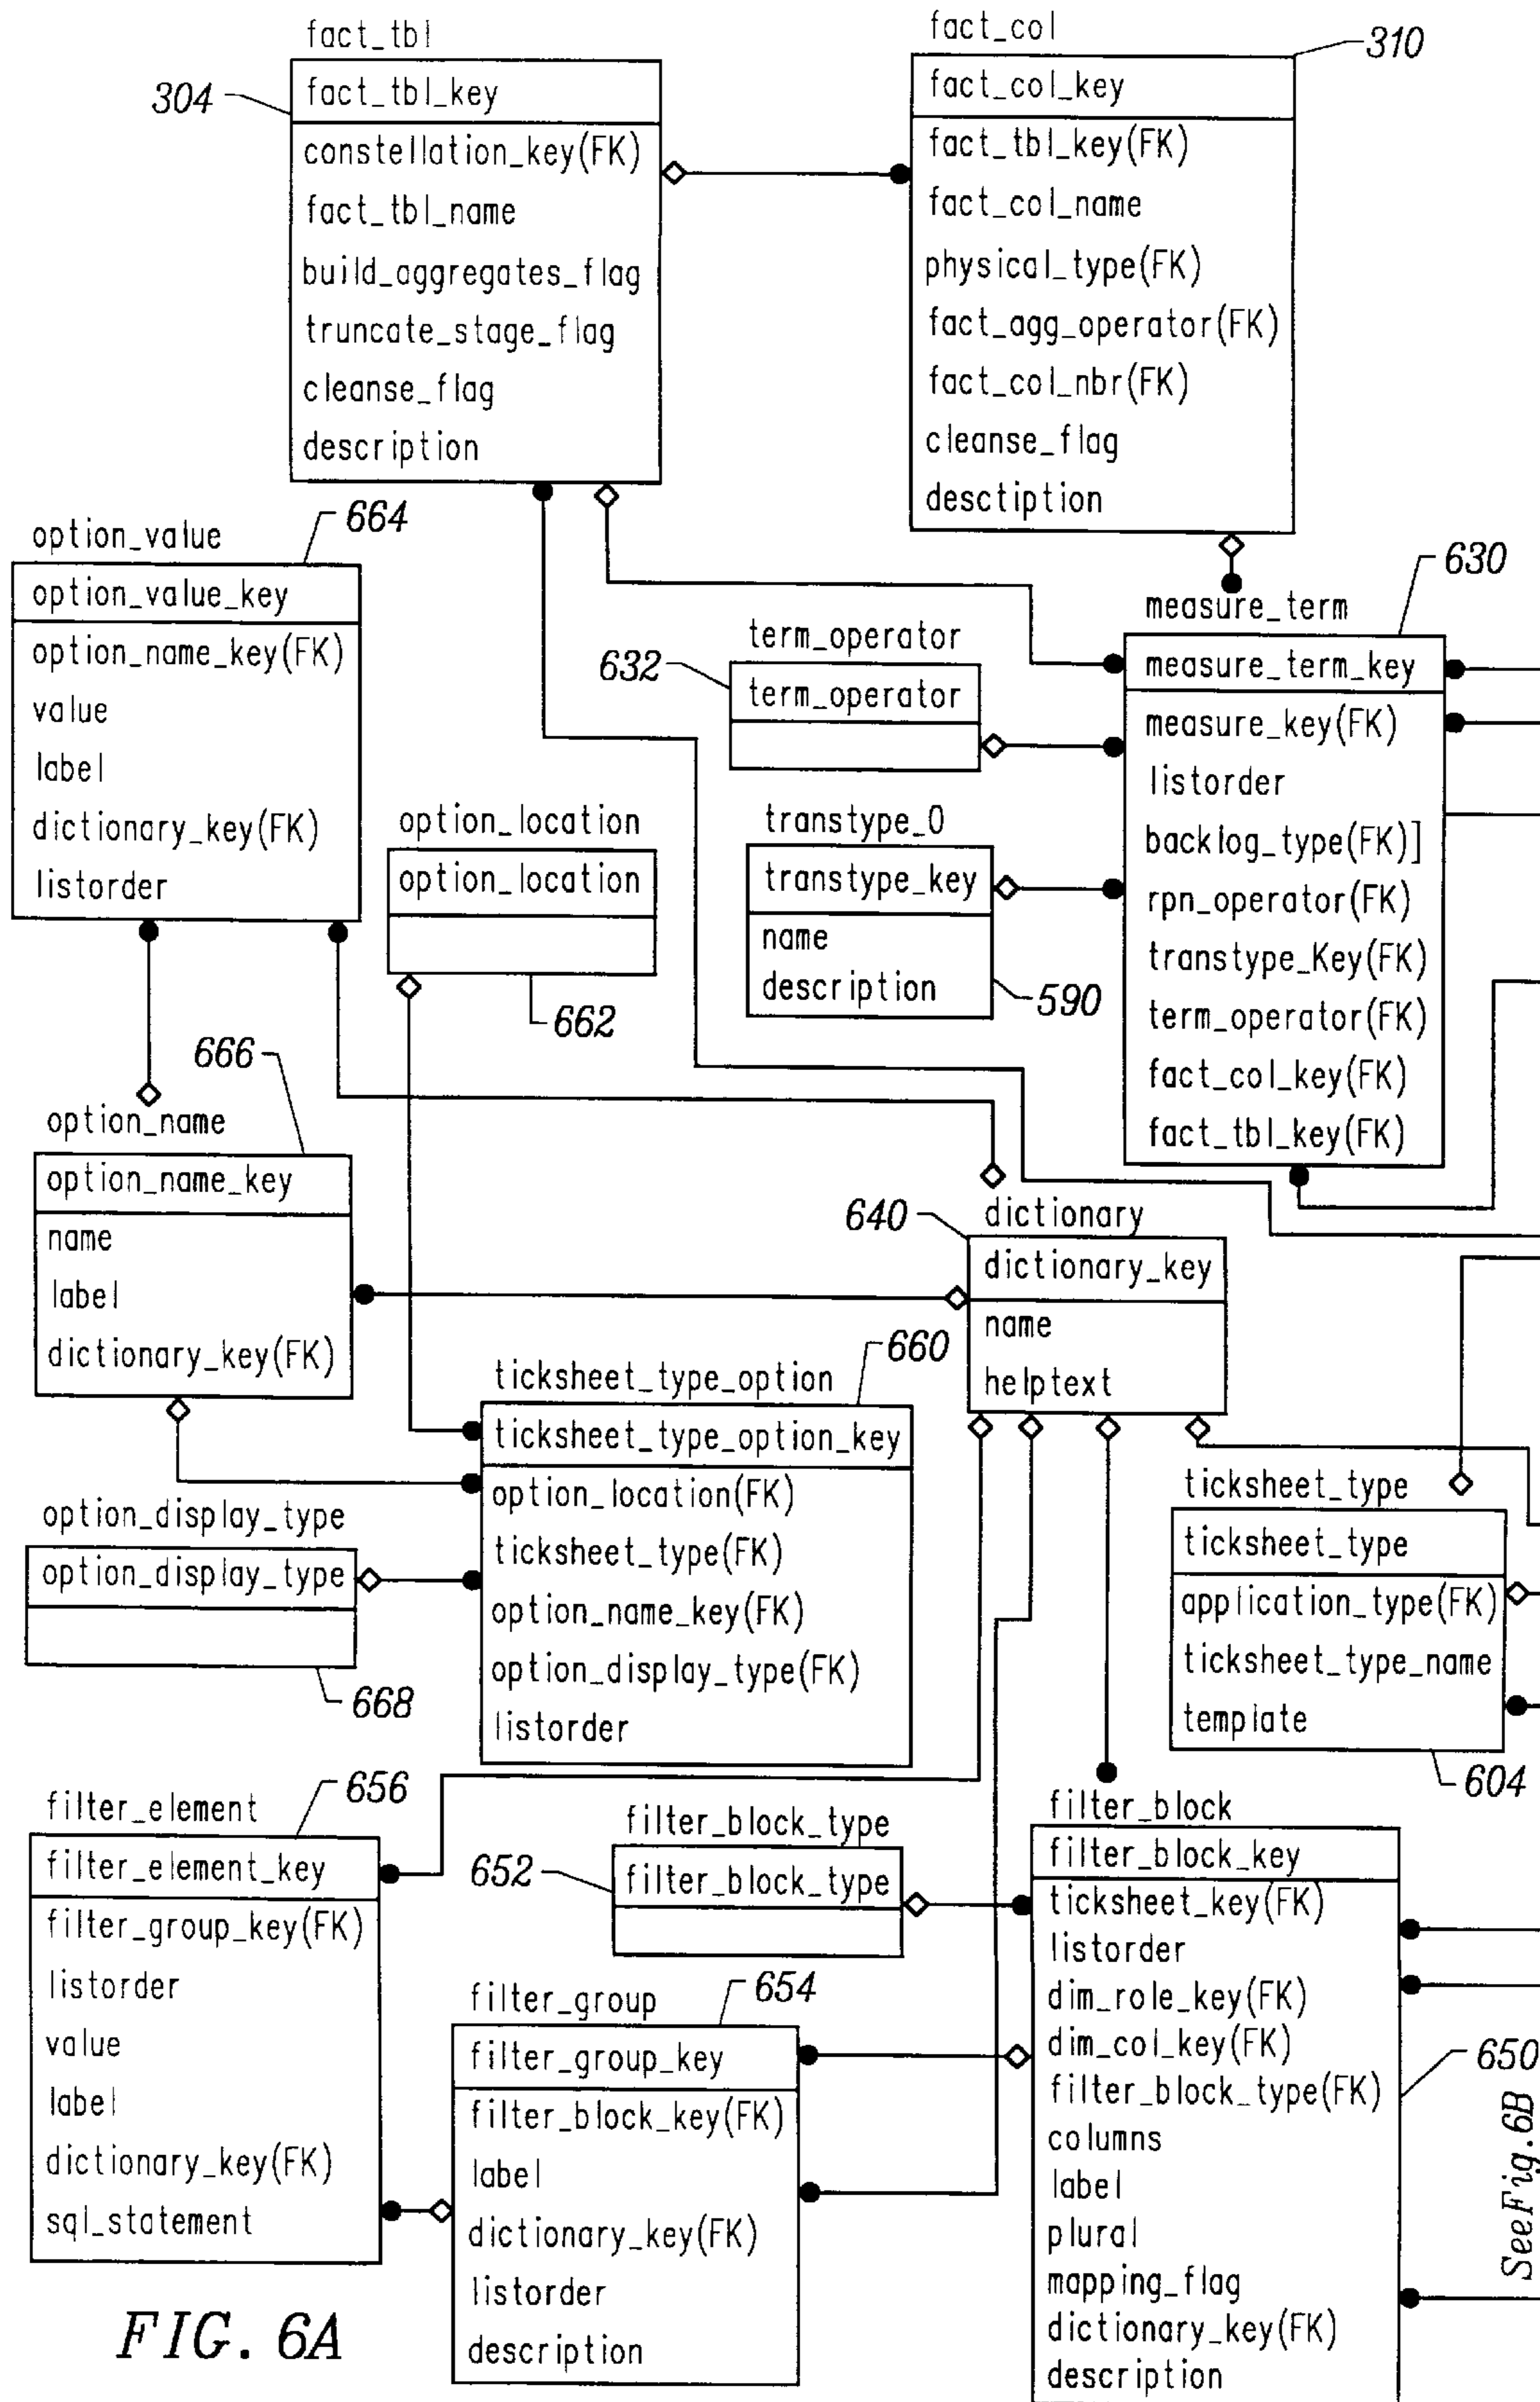 fact_tbl
304
fact_tbl_key
constellation_key(FK)
fact_tbl_name
build_aggregates_flag
truncate_stage_flag
cleanse_flag
description
fact_col
310
fact_col_key
fact_tbl_key(FK)
fact_col_name
physical_type(FK)
fact_agg_operator(FK)
fact_col_nbr(FK)
cleanse_flag
desctiption
option_value
664
option_value_key
option_name_key(FK)
value
label
dictionary_key(FK)
listorder
term_operator
632
term_operator
measure_term
630
measure_term_key
measure_key(FK)
listorder
backlog_type(FK)]
rpn_operator(FK)
transtype_Key(FK)
term_operator(FK)
fact_col_key(FK)
fact_tbl_key(FK)
option_location
option_location
662
transtype_0
transtype_key
name
description
590
666
option_name
option_name_key
name
label
dictionary_key(FK)
640
dictionary
dictionary_key
name
helptext
ticksheet_type_option
660
ticksheet_type_option_key
option_location(FK)
ticksheet_type(FK)
option_name_key(FK)
option_display_type(FK)
listorder
option_display_type
option_display_type
668
ticksheet_type
ticksheet_type
application_type(FK)
ticksheet_type_name
template
604
filter_element
656
filter_element_key
filter_group_key(FK)
listorder
value
label
dictionary_key(FK)
sql_statement
filter_block_type
652
filter_block_type
filter_group
654
filter_group_key
filter_block_key(FK)
label
dictionary_key(FK)
listorder
description
filter_block
filter_block_key
ticksheet_key(FK)
listorder
dim_role_key(FK)
dim_col_key(FK)
filter_block_type(FK)
columns
label
plural
mapping_flag
dictionary_key(FK)
description
650
See Fig. 6B
FIG. 6A